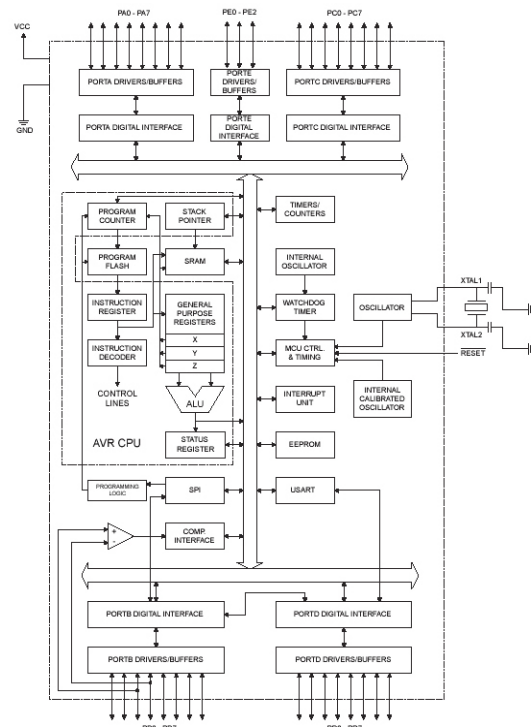 PA0 - PA7
PE0 - PE2
PC0 - PC7
VCC
GND
PORTA DRIVERS/BUFFERS
PORTE
DRIVERS/
BUFFERS
PORTC DRIVERS/BUFFERS
PORTA DIGITAL INTERFACE
PORTE
DIGITAL
INTERFACE
PORTC DIGITAL INTERFACE
PROGRAM
COUNTER
STACK
POINTER
TIMERS/
COUNTERS
PROGRAM
FLASH
SRAM
INTERNAL
OSCILLATOR
INSTRUCTION
REGISTER
GENERAL
PURPOSE
REGISTERS
X
Y
Z
WATCHDOG
TIMER
OSCILLATOR
XTAL1
XTAL2
INSTRUCTION
DECODER
MCU CTRL.
& TIMING
RESET
CONTROL
LINES
ALU
INTERRUPT
UNIT
INTERNAL
CALIBRATED
OSCILLATOR
AVR CPU
STATUS
REGISTER
EEPROM
PROGRAMMING
LOGIC
SPI
USART
+
-
COMP.
INTERFACE
PORTB DIGITAL INTERFACE
PORTD DIGITAL INTERFACE
PORTB DRIVERS/BUFFERS
PORTD DRIVERS/BUFFERS